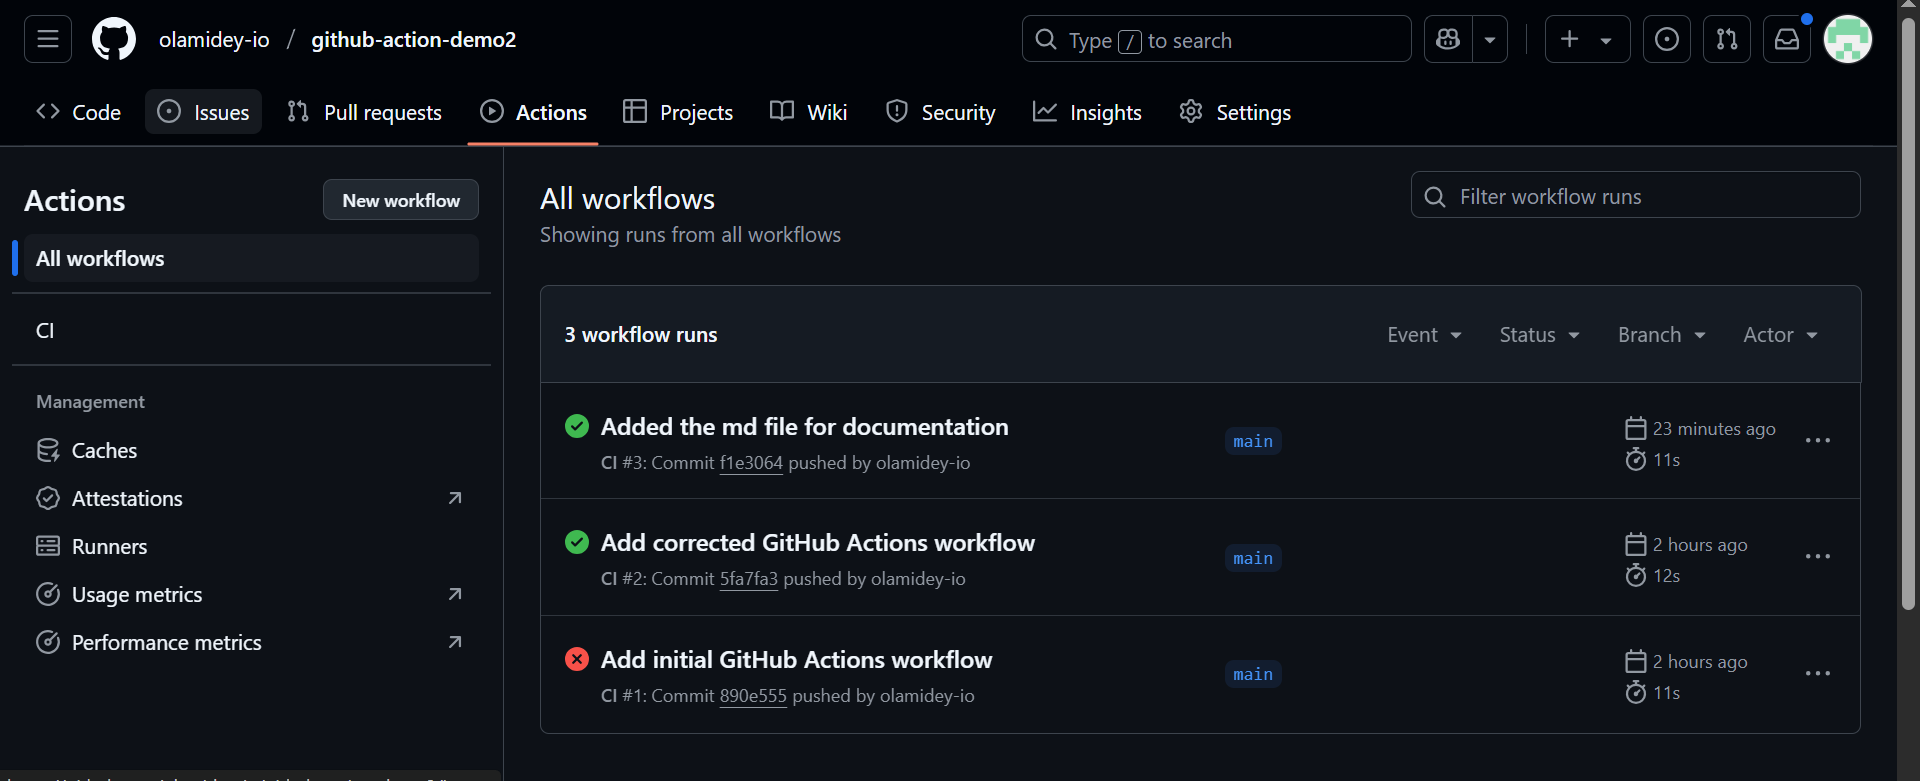 olamidey-io / github-action-demo2
Type / to search
Code Issues Pull requests Actions Projects Wiki Security Insights Settings
Actions
New workflow
All workflows
CI
Management
Caches
Attestations
Runners
Usage metrics
Performance metrics
All workflows
Showing runs from all workflows
Filter workflow runs
3 workflow runs
Event Status Branch Actor
Added the md file for documentation
CI #3: Commit f1e3064 pushed by olamidey-io
main
23 minutes ago
11s
Add corrected GitHub Actions workflow
CI #2: Commit 5fa7fa3 pushed by olamidey-io
main
2 hours ago
12s
Add initial GitHub Actions workflow
CI #1: Commit 890e555 pushed by olamidey-io
main
2 hours ago
11s